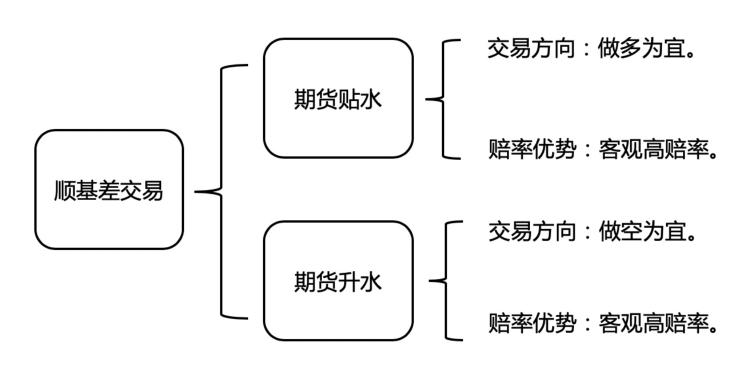 顺基差交易
期货贴水
交易方向：做多为宜。
赔率优势：客观高赔率。
期货升水
交易方向：做空为宜。
赔率优势：客观高赔率。